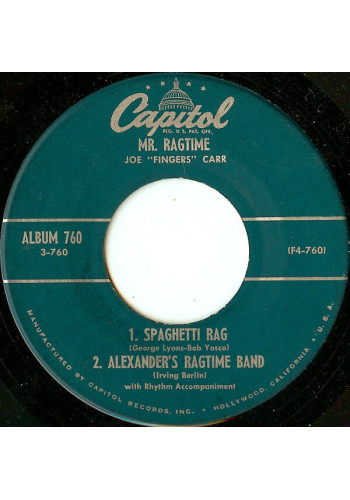 Capitol
REG. U. S. PAT. OFF.
MR. RAGTIME
JOE "FINGERS" CARR
ALBUM 760
3-760
(F4-760)
1. SPAGHETTI RAG
(George Lyons-Bob Yosco)
2. ALEXANDER'S RAGTIME BAND
(Irving Berlin)
with Rhythm Accompaniment
MANUFACTURED BY CAPITOL RECORDS, INC. • HOLLYWOOD, CALIFORNIA • U. S. A.